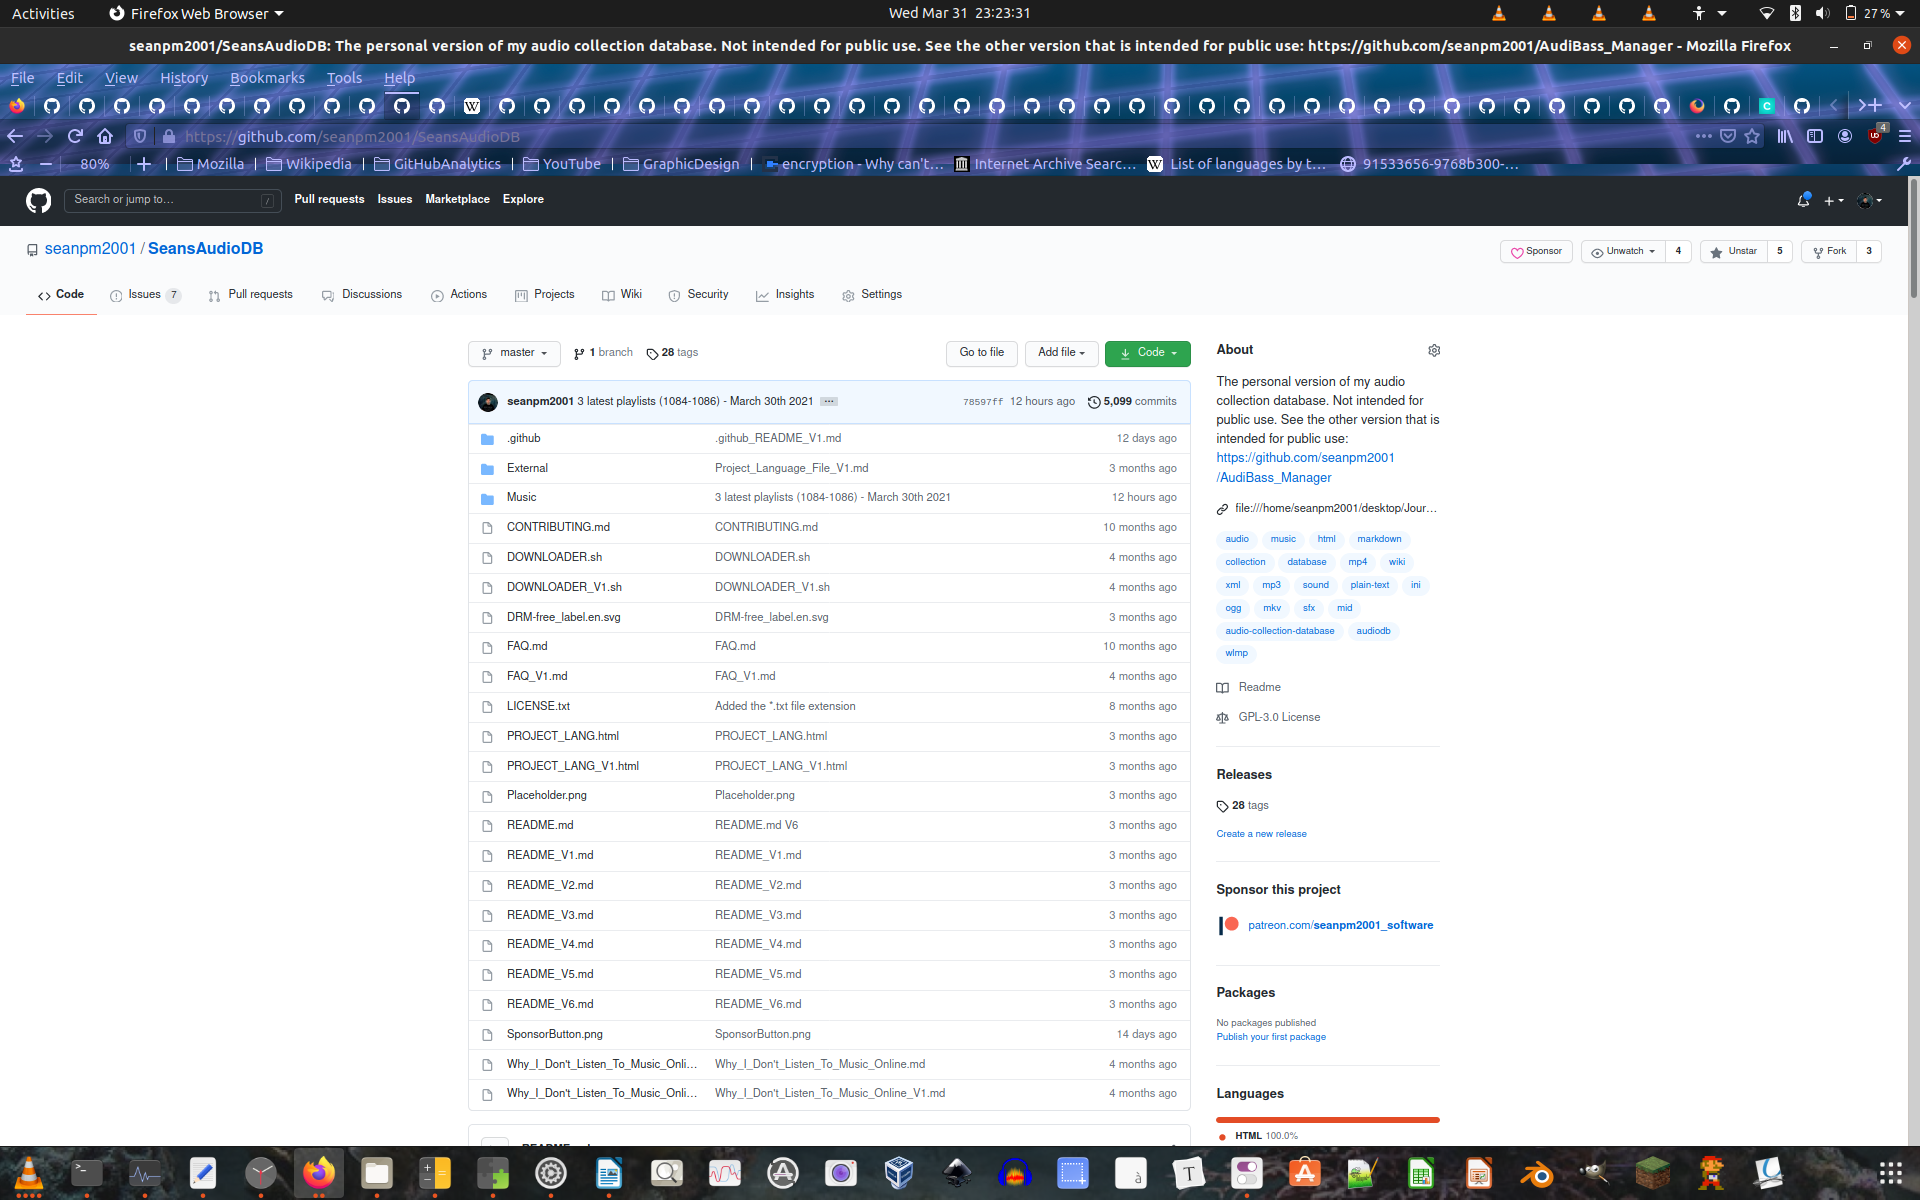 Activities
Firefox Web Browser
Wed Mar 31 23:23:31
27 %
seanpm2001/SeansAudioDB: The personal version of my audio collection database. Not intended for public use. See the other version that is intended for public use: https://github.com/seanpm2001/AudiBass_Manager - Mozilla Firefox
File Edit View History Bookmarks Tools Help
https://github.com/seanpm2001/SeansAudioDB
4
80%
Mozilla
Wikipedia
GitHubAnalytics
YouTube
GraphicDesign
encryption - Why can't…
Internet Archive Searc…
List of languages by t…
91533656-9768b300-…
Search or jump to…
/
Pull requests Issues Marketplace Explore
seanpm2001 / SeansAudioDB
Sponsor
Unwatch 4
Unstar 5
Fork 3
Code
Issues 7
Pull requests
Discussions
Actions
Projects
Wiki
Security
Insights
Settings
master
1 branch
28 tags
Go to file
Add file
Code
seanpm2001 3 latest playlists (1084-1086) - March 30th 2021 78597ff 12 hours ago 5,099 commits
.github .github_README_V1.md 12 days ago
External Project_Language_File_V1.md 3 months ago
Music 3 latest playlists (1084-1086) - March 30th 2021 12 hours ago
CONTRIBUTING.md CONTRIBUTING.md 10 months ago
DOWNLOADER.sh DOWNLOADER.sh 4 months ago
DOWNLOADER_V1.sh DOWNLOADER_V1.sh 4 months ago
DRM-free_label.en.svg DRM-free_label.en.svg 3 months ago
FAQ.md FAQ.md 10 months ago
FAQ_V1.md FAQ_V1.md 4 months ago
LICENSE.txt Added the *.txt file extension 8 months ago
PROJECT_LANG.html PROJECT_LANG.html 3 months ago
PROJECT_LANG_V1.html PROJECT_LANG_V1.html 3 months ago
Placeholder.png Placeholder.png 3 months ago
README.md README.md V6 3 months ago
README_V1.md README_V1.md 3 months ago
README_V2.md README_V2.md 3 months ago
README_V3.md README_V3.md 3 months ago
README_V4.md README_V4.md 3 months ago
README_V5.md README_V5.md 3 months ago
README_V6.md README_V6.md 3 months ago
SponsorButton.png SponsorButton.png 14 days ago
Why_I_Don't_Listen_To_Music_Onli… Why_I_Don't_Listen_To_Music_Online.md 4 months ago
Why_I_Don't_Listen_To_Music_Onli… Why_I_Don't_Listen_To_Music_Online_V1.md 4 months ago
About
The personal version of my audio
collection database. Not intended for
public use. See the other version that is
intended for public use:
https://github.com/seanpm2001
/AudiBass_Manager
file:///home/seanpm2001/desktop/Jour…
audio music html markdown
collection database mp4 wiki
xml mp3 sound plain-text ini
ogg mkv sfx mid
audio-collection-database audiodb
wlmp
Readme
GPL-3.0 License
Releases
28 tags
Create a new release
Sponsor this project
patreon.com/seanpm2001_software
Packages
No packages published
Publish your first package
Languages
HTML 100.0%